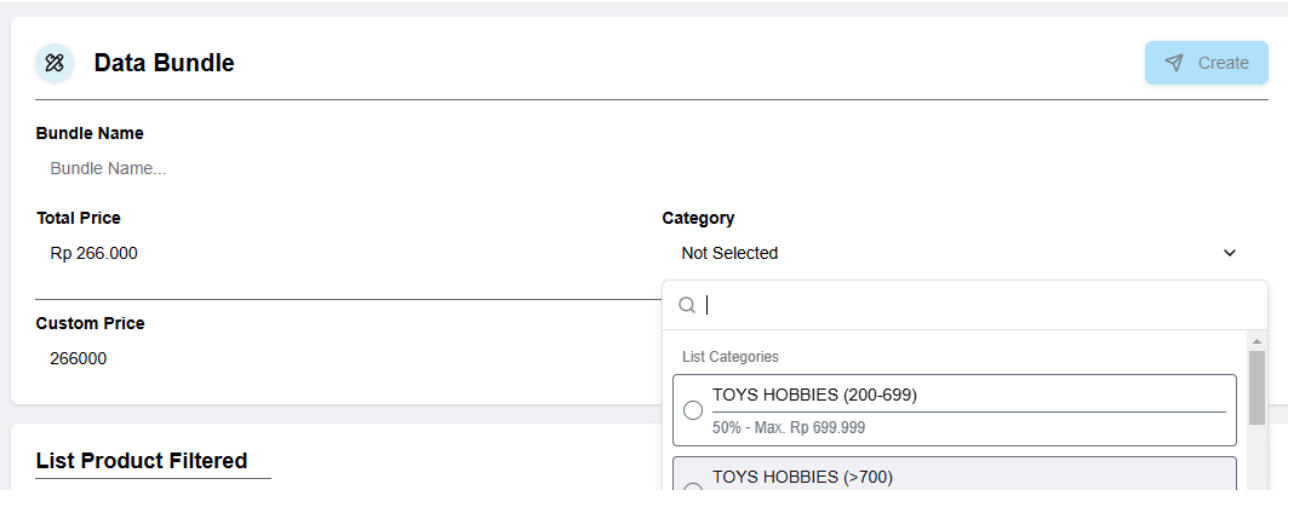 Data Bundle
Create
Bundle Name
Bundle Name...
Total Price
Category
Rp 266.000
Not Selected
Custom Price
266000
List Categories
TOYS HOBBIES (200-699)
50% - Max. Rp 699.999
TOYS HOBBIES (>700)
List Product Filtered